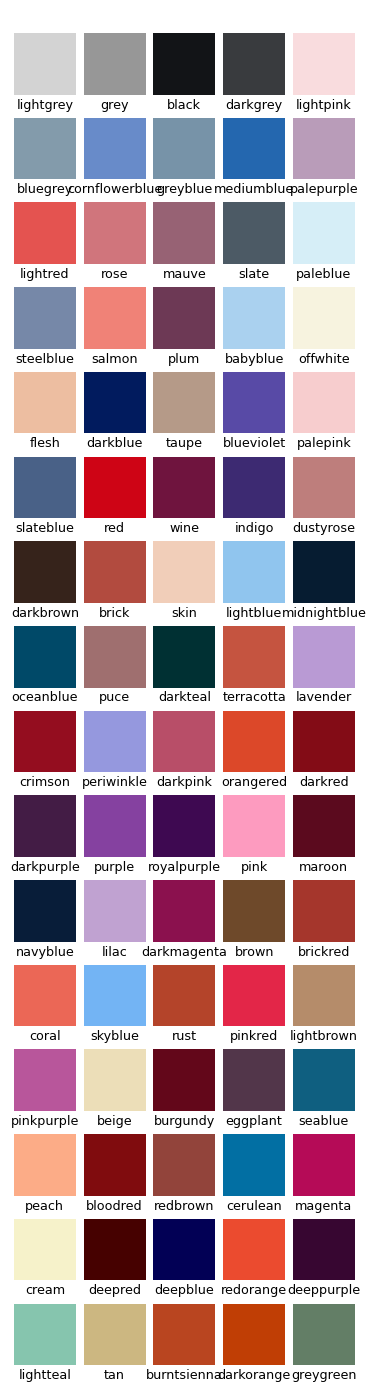 lightgrey grey black darkgrey lightpink
bluegrey cornflowerblue greyblue mediumblue palepurple
lightred rose mauve slate paleblue
steelblue salmon plum babyblue offwhite
flesh darkblue taupe blueviolet palepink
slateblue red wine indigo dustyrose
darkbrown brick skin lightblue midnightblue
oceanblue puce darkteal terracotta lavender
crimson periwinkle darkpink orangered darkred
darkpurple purple royalpurple pink maroon
navyblue lilac darkmagenta brown brickred
coral skyblue rust pinkred lightbrown
pinkpurple beige burgundy eggplant seablue
peach bloodred redbrown cerulean magenta
cream deepred deepblue redorange deeppurple
lightteal tan burntsienna darkorange greygreen